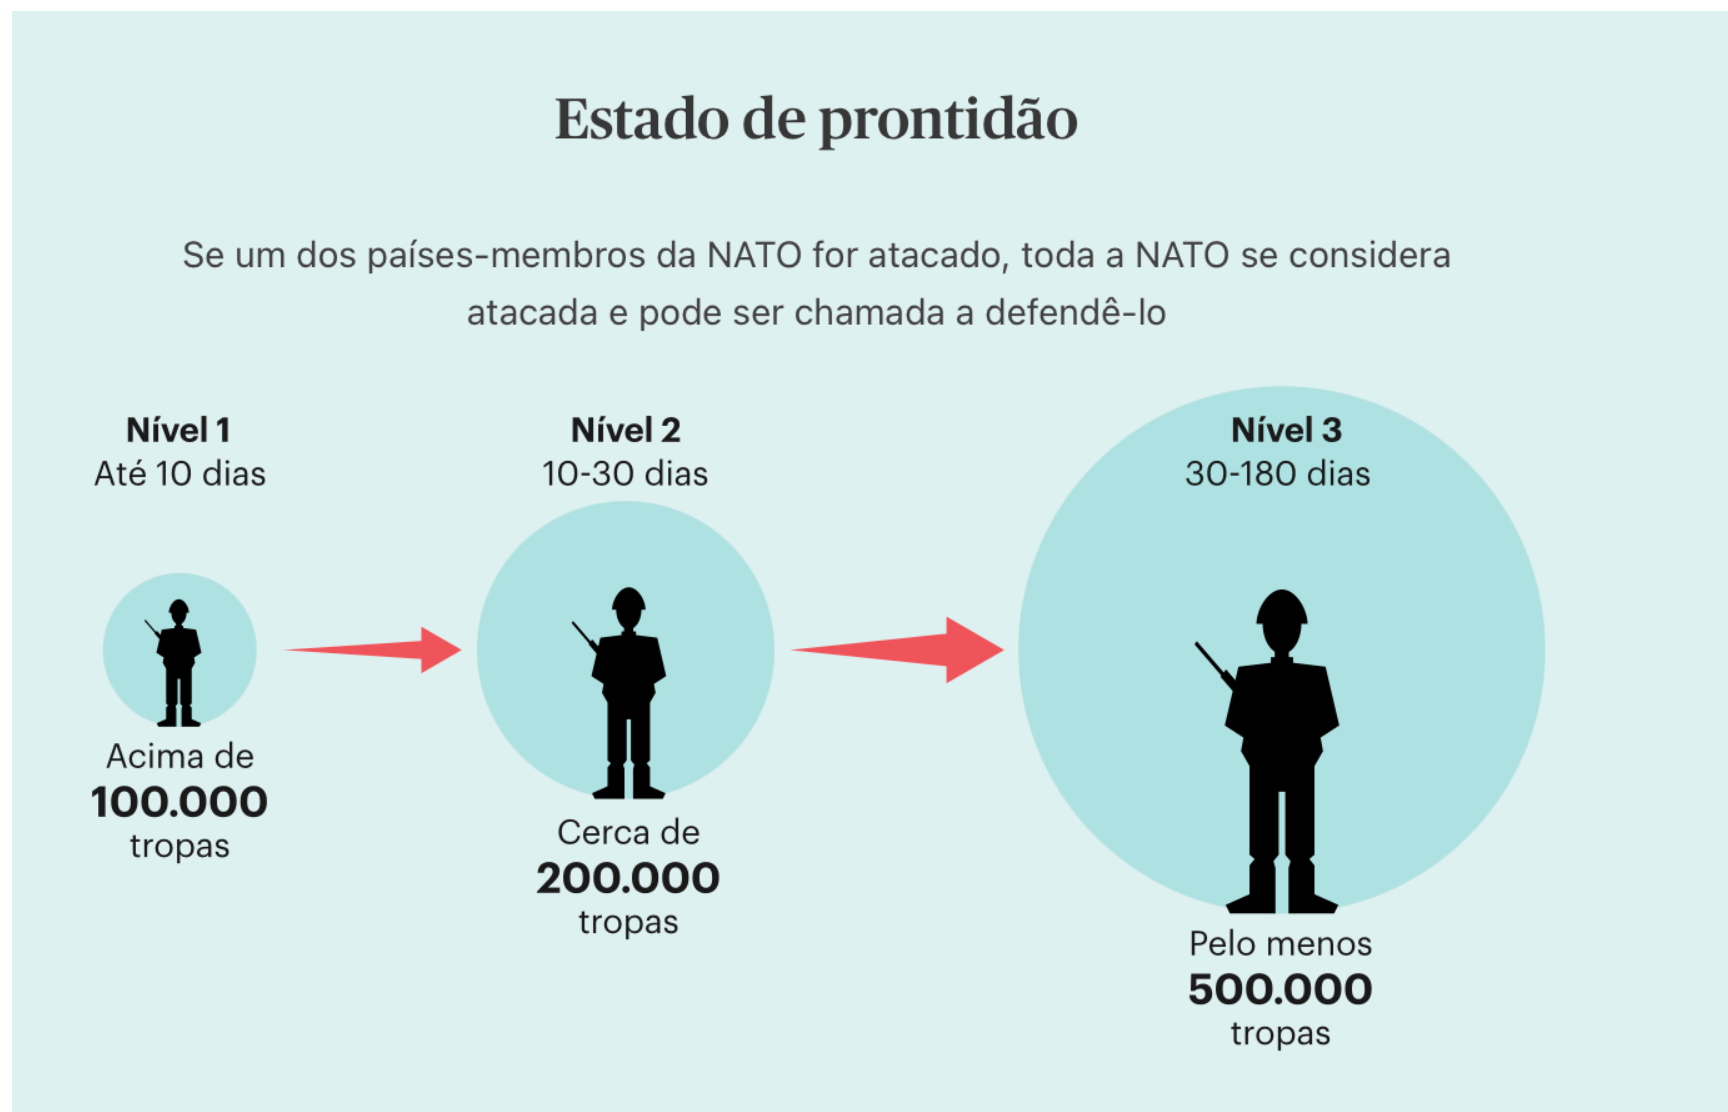 Estado de prontidão
Se um dos países-membros da NATO for atacado, toda a NATO se considera
atacada e pode ser chamada a defendê-lo
Nível 1
Até 10 dias
Acima de
100.000
tropas
Nível 2
10-30 dias
Cerca de
200.000
tropas
Nível 3
30-180 dias
Pelo menos
500.000
tropas